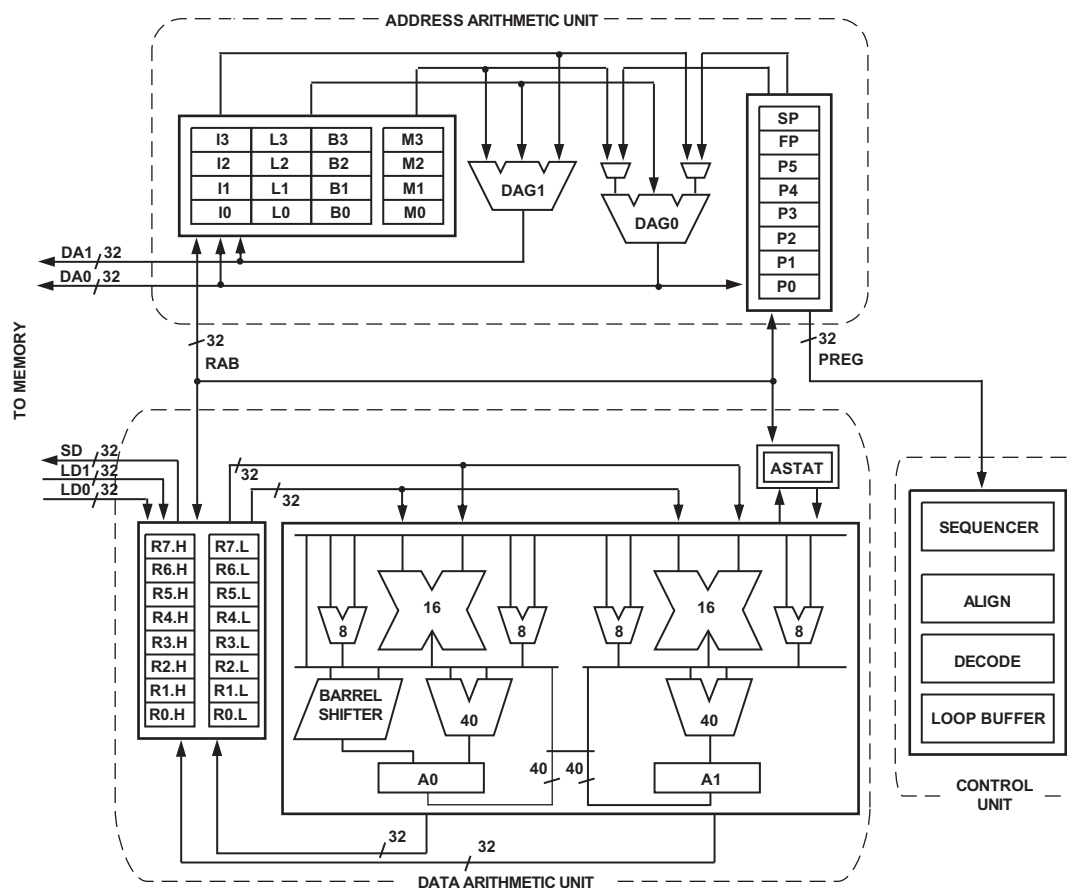 ADDRESS ARITHMETIC UNIT
I3 L3 B3 M3
I2 L2 B2 M2
I1 L1 B1 M1
I0 L0 B0 M0
DAG1
DAG0
SP
FP
P5
P4
P3
P2
P1
P0
DA1 32
DA0 32
32
RAB
32
PREG
TO MEMORY
SD 32
LD1 32
LD0 32
32
32
ASTAT
R7.H R7.L
R6.H R6.L
R5.H R5.L
R4.H R4.L
R3.H R3.L
R2.H R2.L
R1.H R1.L
R0.H R0.L
16
8
8
8
16
8
BARREL
SHIFTER
40
40
A0
40
40
A1
32
32
DATA ARITHMETIC UNIT
SEQUENCER
ALIGN
DECODE
LOOP BUFFER
CONTROL
UNIT